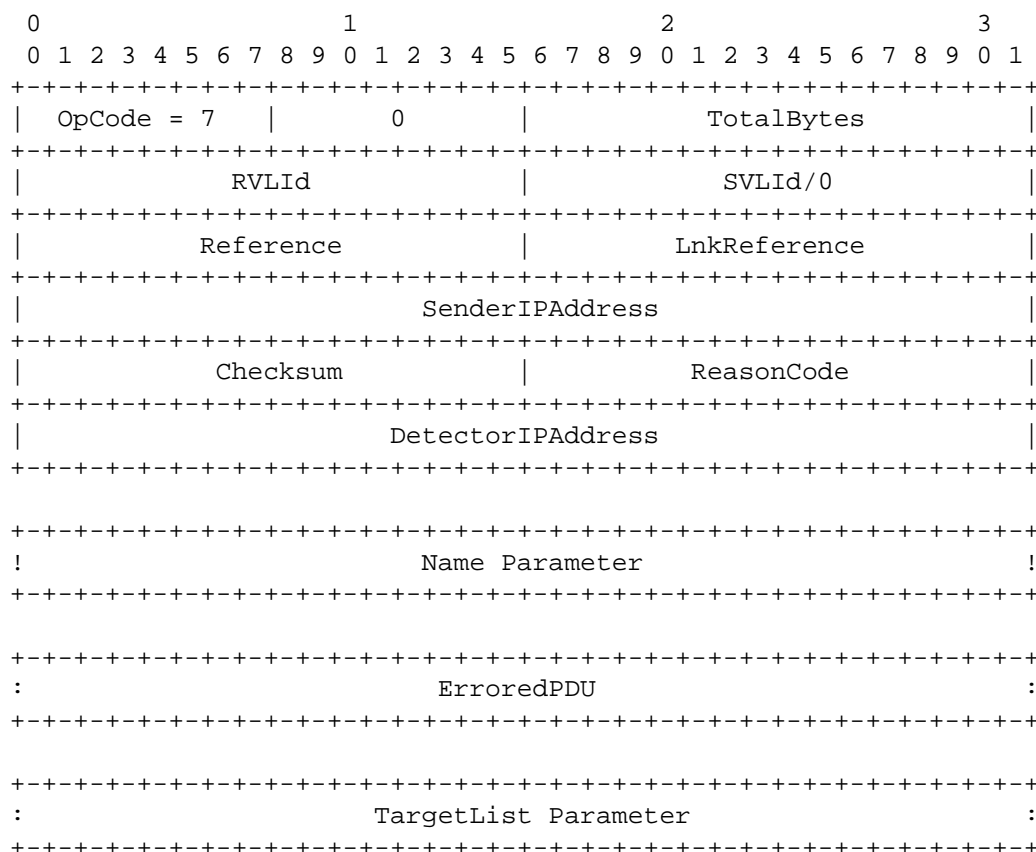 0                   1                   2                   3
 0 1 2 3 4 5 6 7 8 9 0 1 2 3 4 5 6 7 8 9 0 1 2 3 4 5 6 7 8 9 0 1
+-+-+-+-+-+-+-+-+-+-+-+-+-+-+-+-+-+-+-+-+-+-+-+-+-+-+-+-+-+-+-+-+
|  OpCode = 7   |       0       |           TotalBytes          |
+-+-+-+-+-+-+-+-+-+-+-+-+-+-+-+-+-+-+-+-+-+-+-+-+-+-+-+-+-+-+-+-+
|             RVLId             |            SVLId/0            |
+-+-+-+-+-+-+-+-+-+-+-+-+-+-+-+-+-+-+-+-+-+-+-+-+-+-+-+-+-+-+-+-+
|           Reference           |         LnkReference          |
+-+-+-+-+-+-+-+-+-+-+-+-+-+-+-+-+-+-+-+-+-+-+-+-+-+-+-+-+-+-+-+-+
|                         SenderIPAddress                       |
+-+-+-+-+-+-+-+-+-+-+-+-+-+-+-+-+-+-+-+-+-+-+-+-+-+-+-+-+-+-+-+-+
|            Checksum           |          ReasonCode           |
+-+-+-+-+-+-+-+-+-+-+-+-+-+-+-+-+-+-+-+-+-+-+-+-+-+-+-+-+-+-+-+-+
|                       DetectorIPAddress                       |
+-+-+-+-+-+-+-+-+-+-+-+-+-+-+-+-+-+-+-+-+-+-+-+-+-+-+-+-+-+-+-+-+

+-+-+-+-+-+-+-+-+-+-+-+-+-+-+-+-+-+-+-+-+-+-+-+-+-+-+-+-+-+-+-+-+
!                         Name Parameter                        !
+-+-+-+-+-+-+-+-+-+-+-+-+-+-+-+-+-+-+-+-+-+-+-+-+-+-+-+-+-+-+-+-+

+-+-+-+-+-+-+-+-+-+-+-+-+-+-+-+-+-+-+-+-+-+-+-+-+-+-+-+-+-+-+-+-+
:                          ErroredPDU                           :
+-+-+-+-+-+-+-+-+-+-+-+-+-+-+-+-+-+-+-+-+-+-+-+-+-+-+-+-+-+-+-+-+

+-+-+-+-+-+-+-+-+-+-+-+-+-+-+-+-+-+-+-+-+-+-+-+-+-+-+-+-+-+-+-+-+
:                      TargetList Parameter                     :
+-+-+-+-+-+-+-+-+-+-+-+-+-+-+-+-+-+-+-+-+-+-+-+-+-+-+-+-+-+-+-+-+